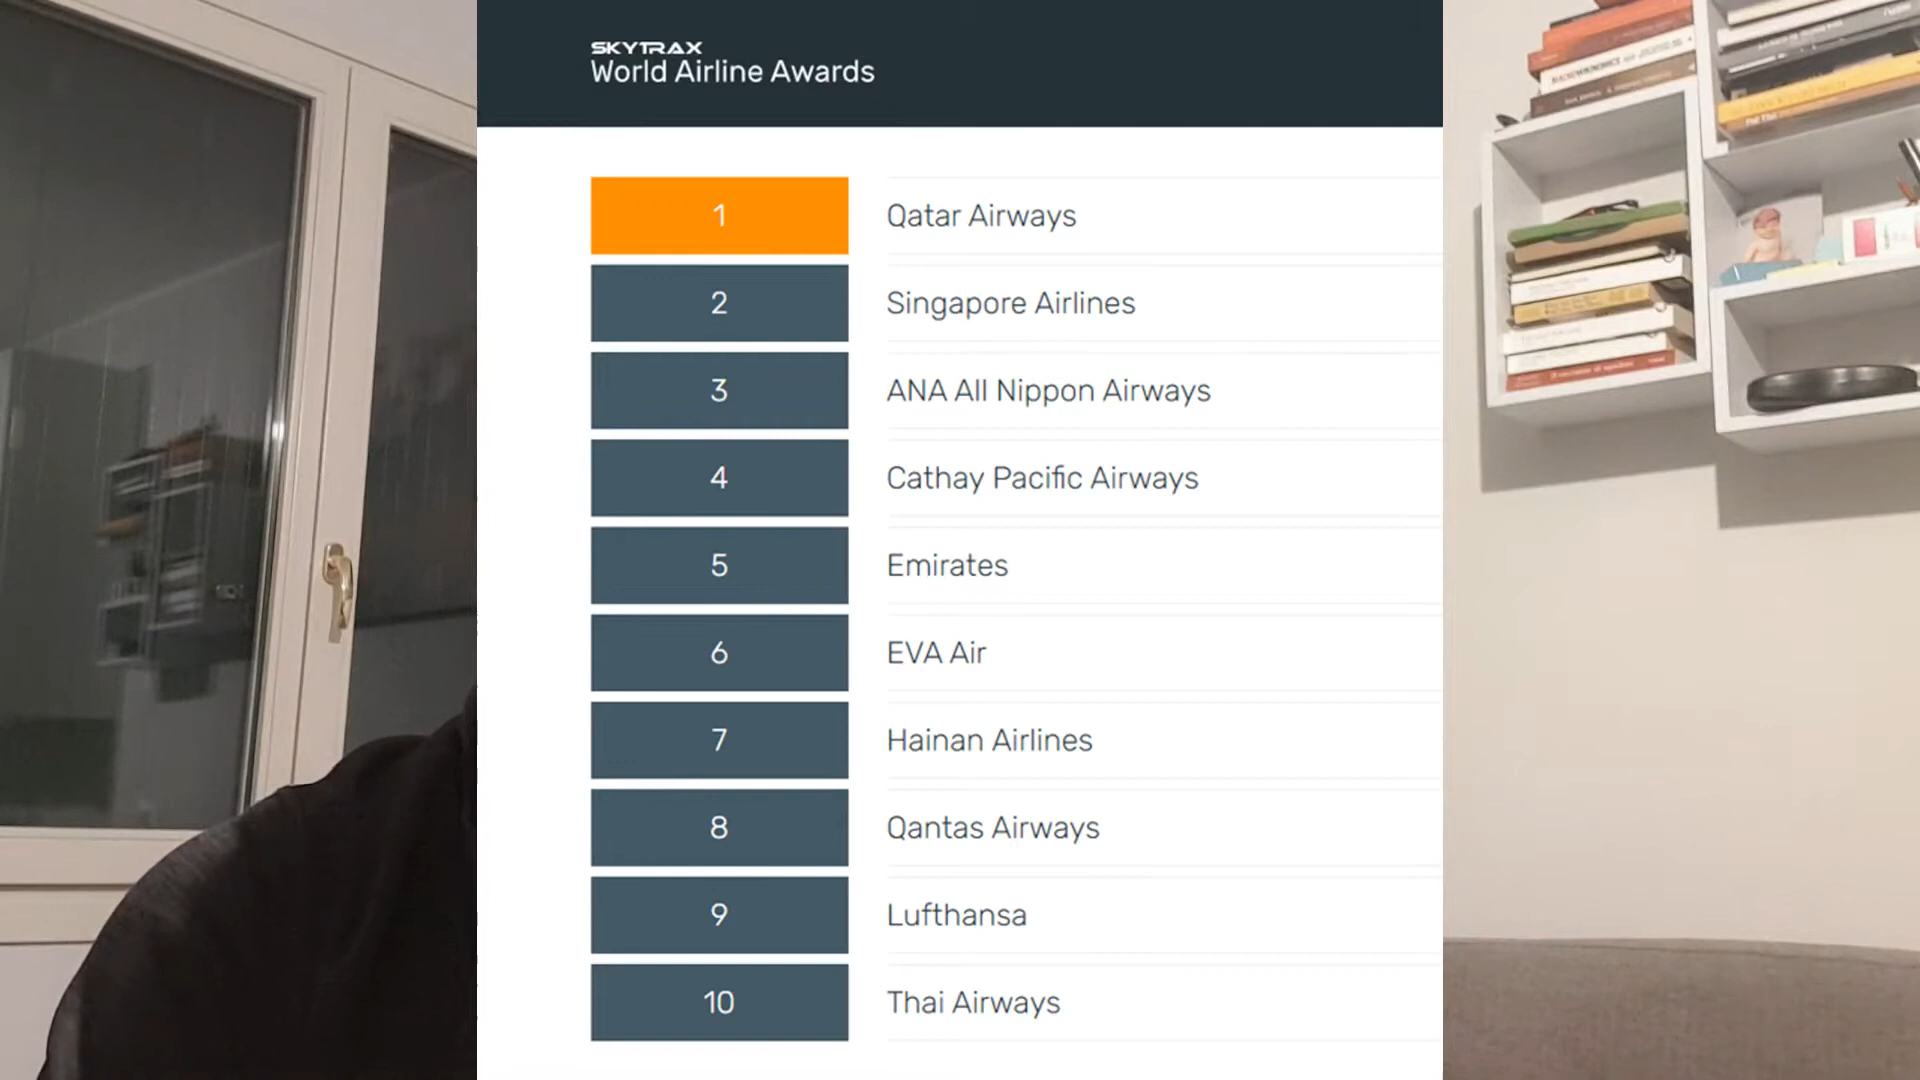 SKYTRAX
World Airline Awards
1 Qatar Airways
2 Singapore Airlines
3 ANA All Nippon Airways
4 Cathay Pacific Airways
5 Emirates
6 EVA Air
7 Hainan Airlines
8 Qantas Airways
9 Lufthansa
10 Thai Airways